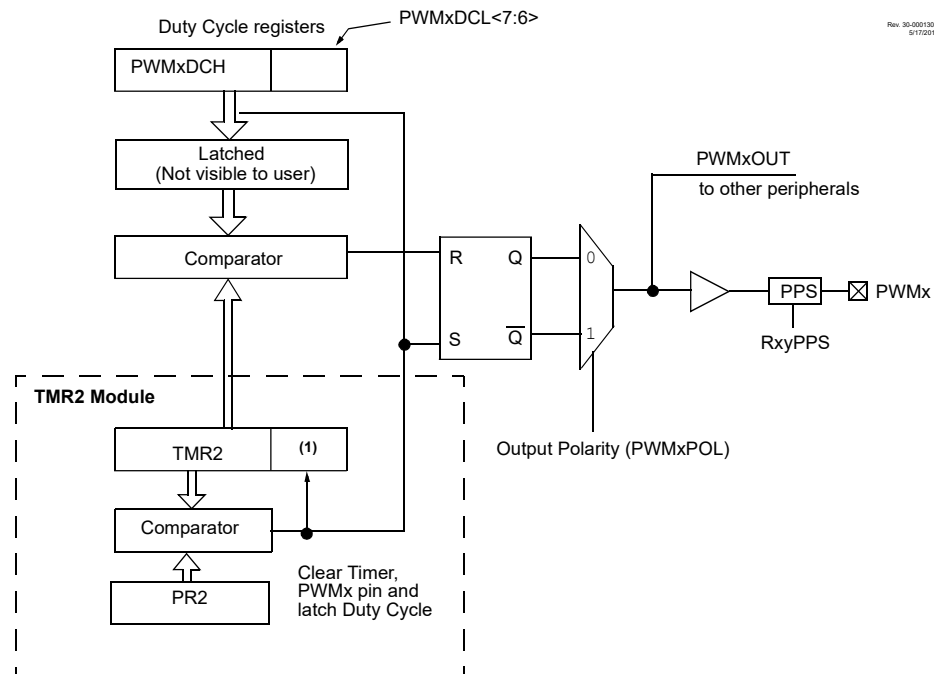 Duty Cycle registers
PWMxDCL<7:6>
Rev. 30-000130
5/17/201
PWMxDCH
Latched
(Not visible to user)
Comparator
R
Q
S
Q
0
1
PWMxOUT
to other peripherals
PPS
PWMx
RxyPPS
Output Polarity (PWMxPOL)
TMR2 Module
TMR2
(1)
Comparator
PR2
Clear Timer,
PWMx pin and
latch Duty Cycle